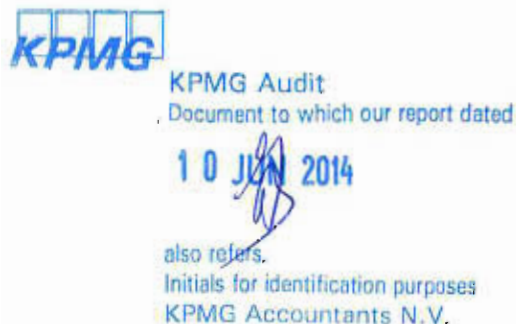 KPMG
KPMG Audit
Document to which our report dated
10 JUN 2014
also refers.
Initials for identification purposes
KPMG Accountants N.V.